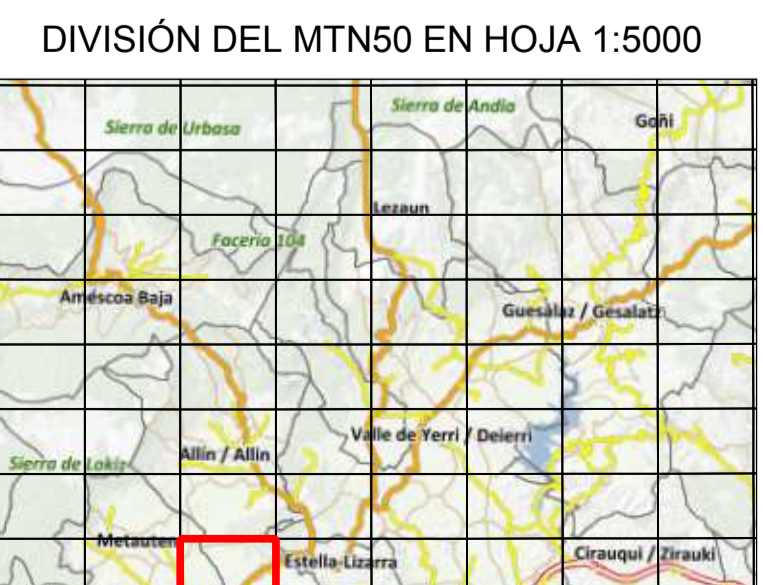 DIVISIÓN DEL MTN50 EN HOJA 1:5000
Sierra de Andia
Sierra de Urbasa
Goñi
Lezaun
Facería 104
Améscoa Baja
Guesálaz / Gesalatz
Valle de Yerri / Deierri
Allín / Allin
Sierra de Lokiz
Metauten
Cirauqui / Zirauki
Estella-Lizarra